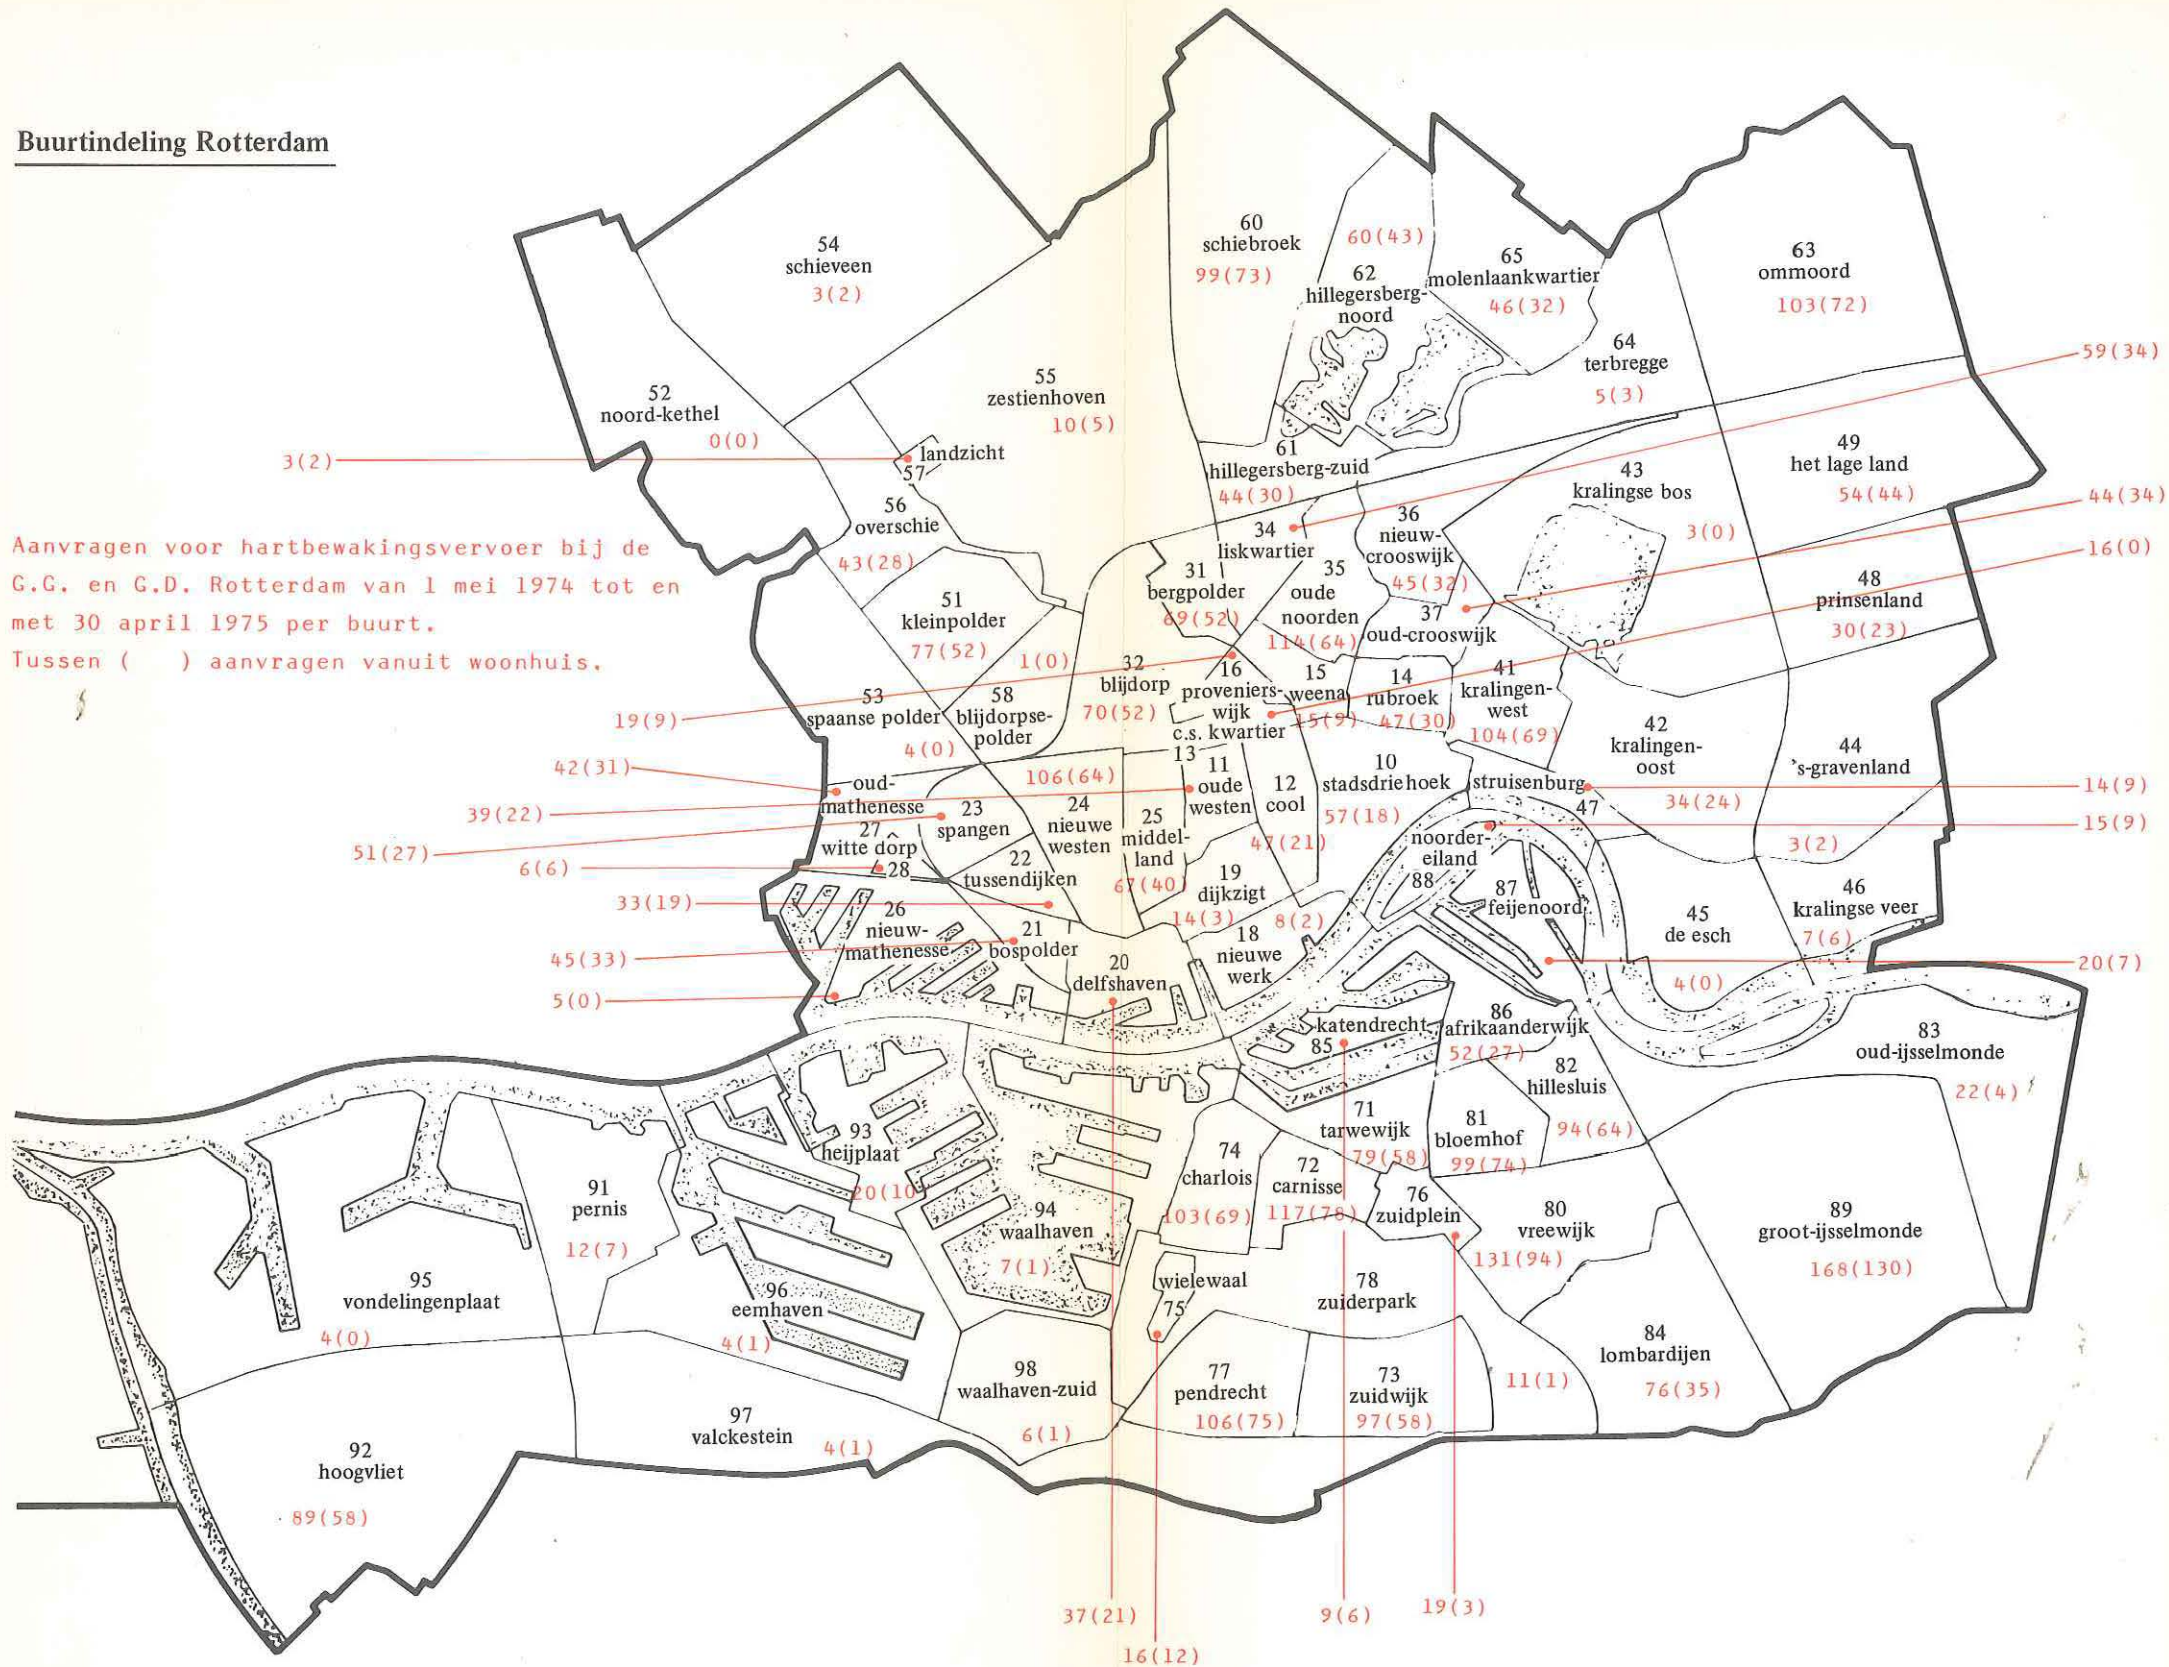 Buurtindeling Rotterdam
Aanvragen voor hartbewakingsvervoer bij de
G.G. en G.D. Rotterdam van 1 mei 1974 tot en
met 30 april 1975 per buurt.
Tussen (   ) aanvragen vanuit woonhuis.
54
schieveen
3(2)
60
schiebroek
99(73)
60(43)
62
hillegersberg-
noord
65
molenlaankwartier
46(32)
63
ommoord
103(72)
64
terbregge
5(3)
59(34)
52
noord-kethel
0(0)
55
zestienhoven
10(5)
3(2)
landzicht
57
61
hillegersberg-zuid
44(30)
43
kralingse bos
3(0)
49
het lage land
54(44)
44(34)
56
overschie
43(28)
34
liskwartier
36
nieuw-
crooswijk
45(32)
16(0)
31
bergpolder
69(52)
35
oude
noorden
114(64)
37
oud-crooswijk
48
prinsenland
30(23)
51
kleinpolder
77(52)
1(0)
32
blijdorp
70(52)
16
proveniers-
wijk
c.s. kwartier
13
15
weena
15(9)
14
rubroek
47(30)
41
kralingen-
west
104(69)
19(9)
53
spaanse polder
4(0)
58
blijdorpse-
polder
42
kralingen-
oost
34(24)
44
's-gravenland
3(2)
42(31)
oud-
mathenesse
27
106(64)
24
nieuwe
westen
11
oude
westen
12
cool
47(21)
10
stadsdriehoek
57(18)
struisenburg
47
14(9)
39(22)
23
spangen
25
middel-
land
67(40)
15(9)
51(27)
witte dorp
28
6(6)
22
tussendijken
19
dijkzigt
14(3)
noorder-
eiland
88
87
feijenoord
46
kralingse veer
7(6)
33(19)
26
nieuw-
mathenesse
21
bospolder
8(2)
18
nieuwe
werk
45
de esch
4(0)
45(33)
20
delfshaven
20(7)
5(0)
katendrecht
85
86
afrikaanderwijk
52(27)
83
oud-ijsselmonde
22(4)
82
hillesluis
94(64)
93
heijplaat
20(10
71
tarwewijk
79(58)
81
bloemhof
99(74)
74
charlois
103(69)
72
carnisse
117(78)
76
zuidplein
80
vreewijk
131(94)
89
groot-ijsselmonde
168(130)
91
pernis
12(7)
94
waalhaven
7(1)
95
vondelingenplaat
4(0)
96
eemhaven
4(1)
wielewaal
75
78
zuiderpark
11(1)
84
lombardijen
76(35)
98
waalhaven-zuid
6(1)
77
pendrecht
106(75)
73
zuidwijk
97(58)
97
valckestein
4(1)
92
hoogvliet
89(58)
37(21)
9(6)
19(3)
16(12)